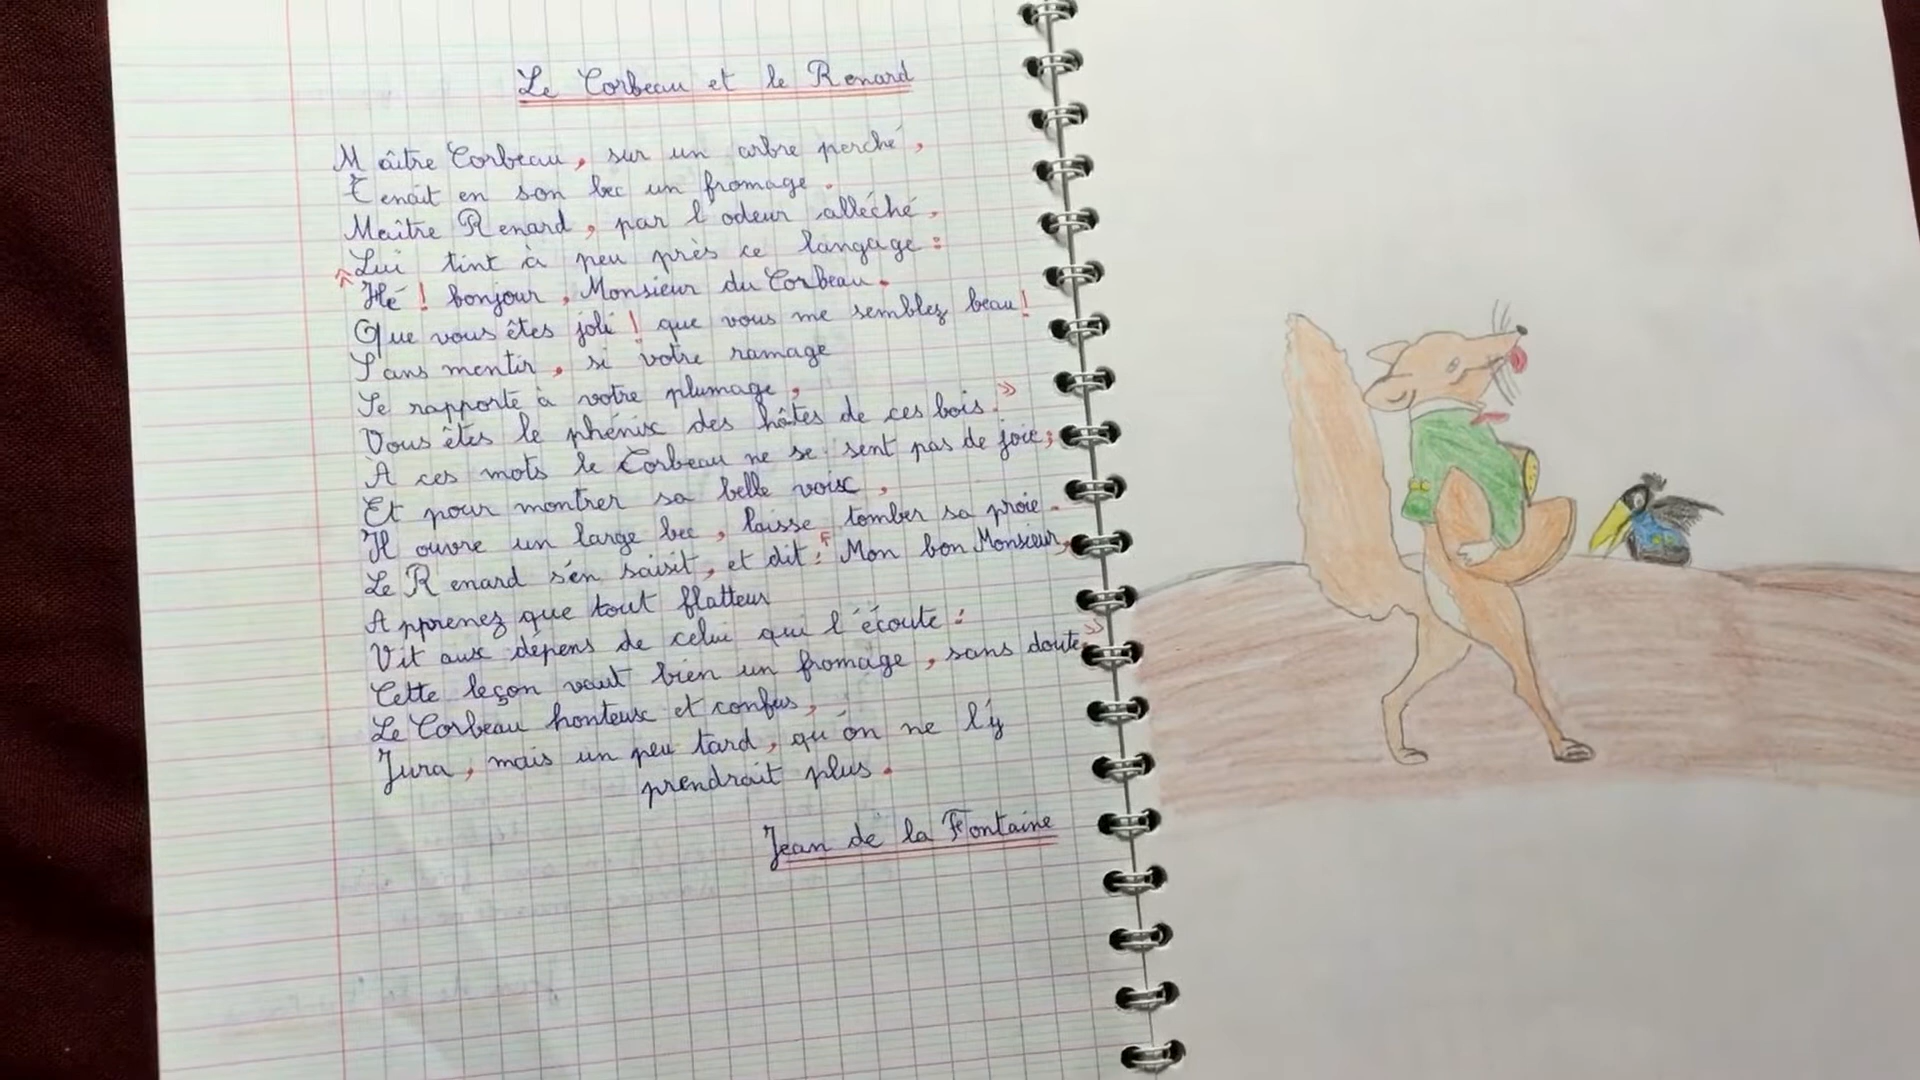 Le Corbeau et le Renard
Maître Corbeau, sur un arbre perché,
Tenait en son bec un fromage.
Maître Renard, par l'odeur alléché,
Lui tint à peu près ce langage :
« Hé ! bonjour, Monsieur du Corbeau.
Que vous êtes joli ! que vous me semblez beau !
Sans mentir, si votre ramage
Se rapporte à votre plumage,
Vous êtes le phénix des hôtes de ces bois. »
A ces mots le Corbeau ne se sent pas de joie ;
Et pour montrer sa belle voix,
Il ouvre un large bec, laisse tomber sa proie.
Le Renard s'en saisit, et dit : « Mon bon Monsieur,
Apprenez que tout flatteur
Vit aux dépens de celui qui l'écoute :
Cette leçon vaut bien un fromage, sans doute. »
Le Corbeau honteux et confus,
Jura, mais un peu tard, qu'on ne l'y
prendrait plus.
Jean de la Fontaine